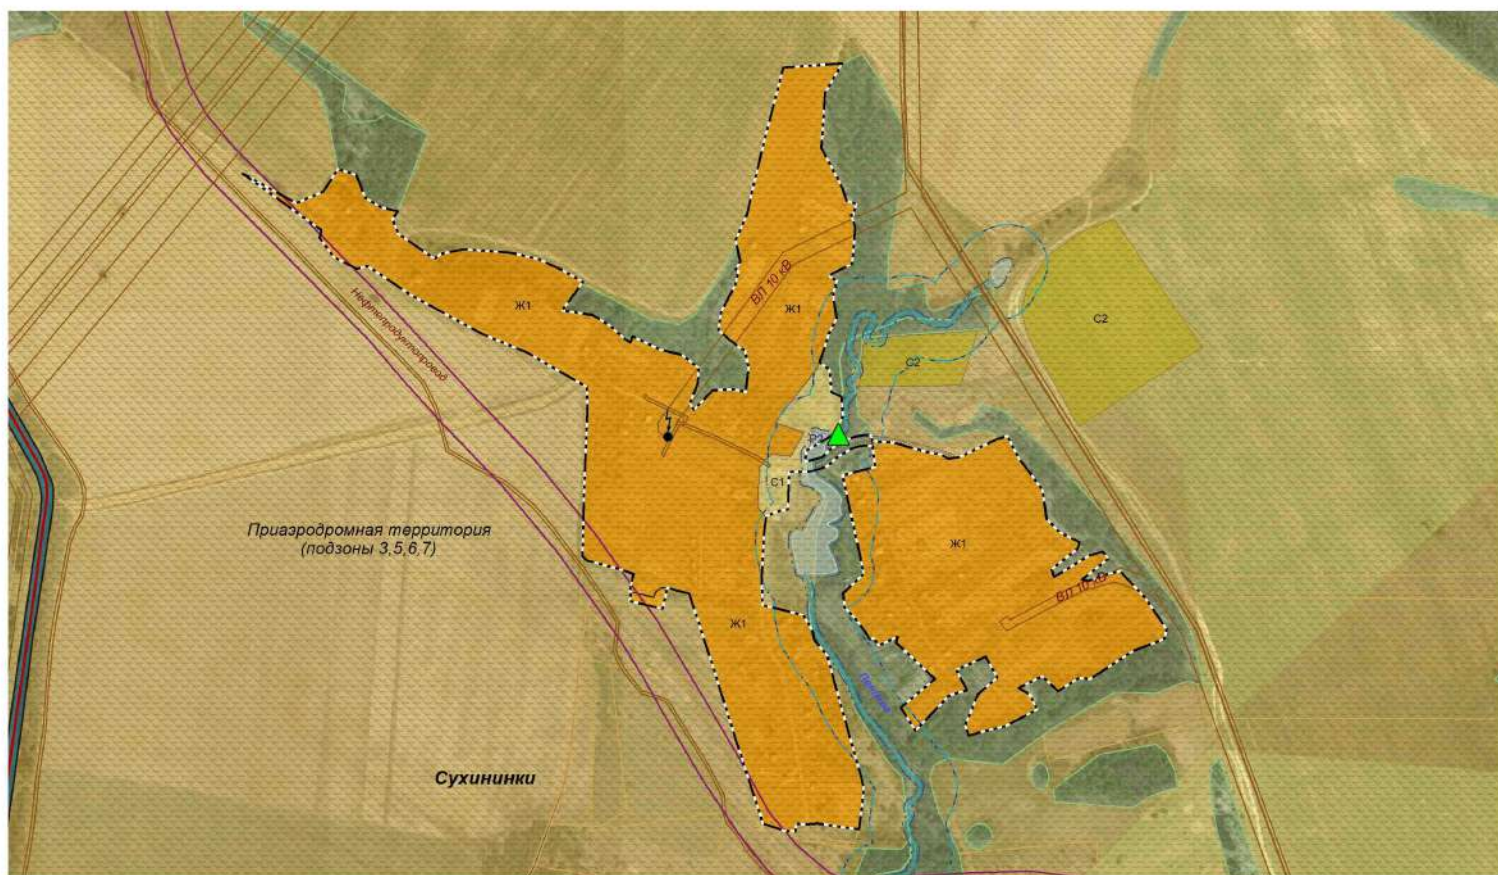 Ж1
ВЛ 10 кВ
Ж1
Нефтепродуктопровод
С2
С2
С1
Приаэродромная территория
(подзоны 3,5,6,7)
Ж1
ВЛ 10 кВ
Ж1
Сухининки